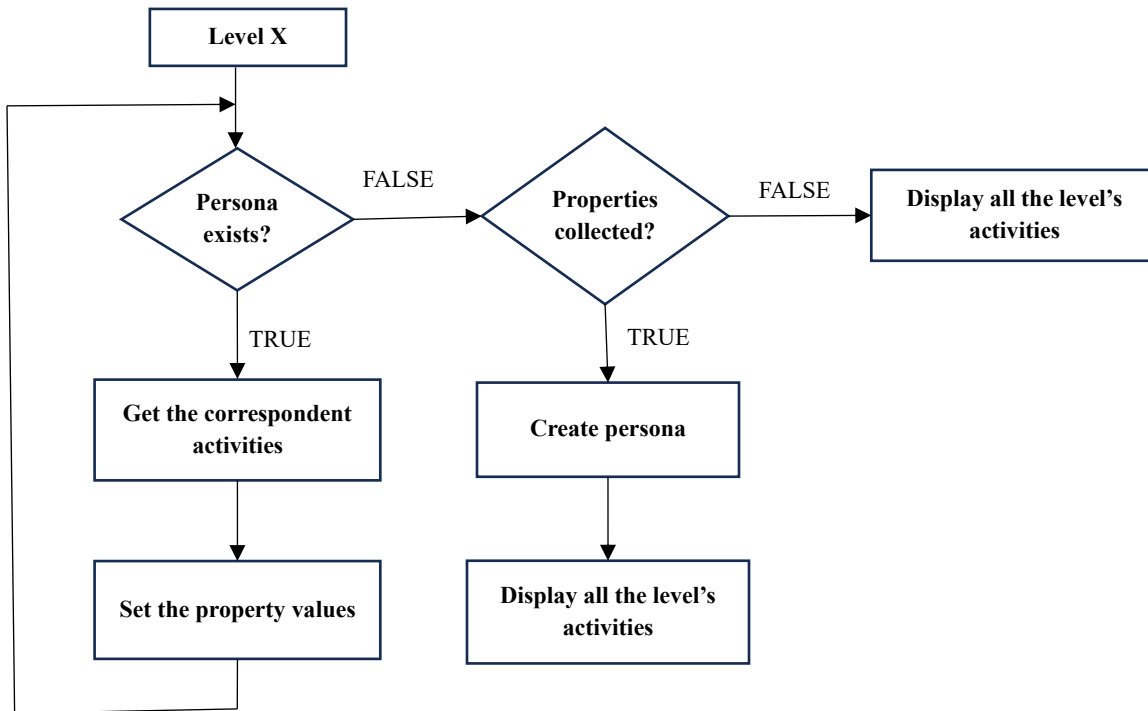 Level X
Persona
exists?
FALSE
Properties
collected?
FALSE
Display all the level’s
activities
TRUE
TRUE
Get the correspondent
activities
Create persona
Set the property values
Display all the level’s
activities